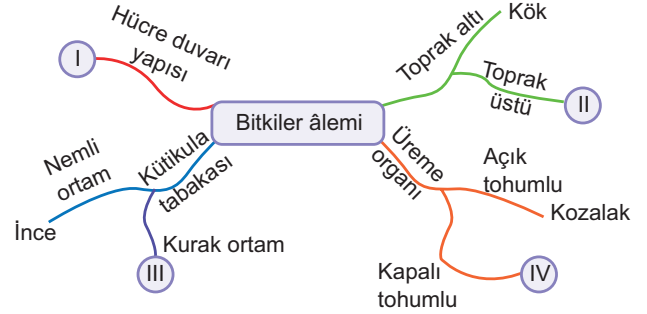 Hücre duvarı
yapısı
I
Toprak altı
Kök
Toprak
üstü
II
Bitkiler âlemi
Nemli
ortam
Kütikula
tabakası
İnce
Kurak ortam
III
Üreme
organı
Açık
tohumlu
Kozalak
Kapalı
tohumlu
IV